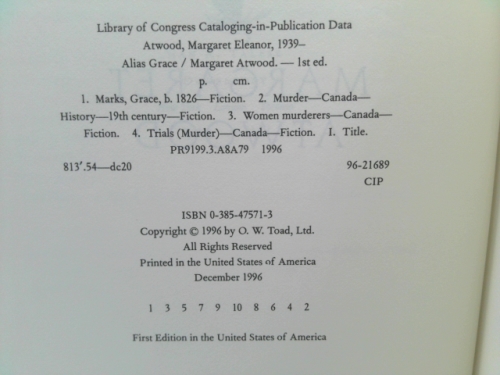 Library of Congress Cataloging-in-Publication Data
Atwood, Margaret Eleanor, 1939–
Alias Grace / Margaret Atwood. — 1st ed.
p. cm.
1. Marks, Grace, b. 1826—Fiction. 2. Murder—Canada—
History—19th century—Fiction. 3. Women murderers—Canada—
Fiction. 4. Trials (Murder)—Canada—Fiction. I. Title.
PR9199.3.A8A79 1996
813′.54—dc20 96-21689
CIP
ISBN 0-385-47571-3
Copyright © 1996 by O. W. Toad, Ltd.
All Rights Reserved
Printed in the United States of America
December 1996
1 3 5 7 9 10 8 6 4 2
First Edition in the United States of America